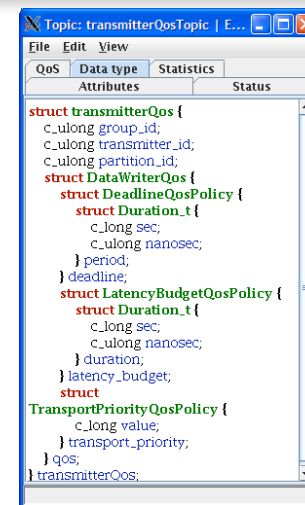 Topic: transmitterQosTopic | E...
File Edit View
QoS Data type Statistics
Attributes Status
struct transmitterQos {
c_ulong group_id;
c_ulong transmitter_id;
c_ulong partition_id;
struct DataWriterQos {
struct DeadlineQosPolicy {
struct Duration_t {
c_long sec;
c_ulong nanosec;
} period;
} deadline;
struct LatencyBudgetQosPolicy {
struct Duration_t {
c_long sec;
c_ulong nanosec;
} duration;
} latency_budget;
struct
TransportPriorityQosPolicy {
c_long value;
} transport_priority;
} qos;
} transmitterQos;